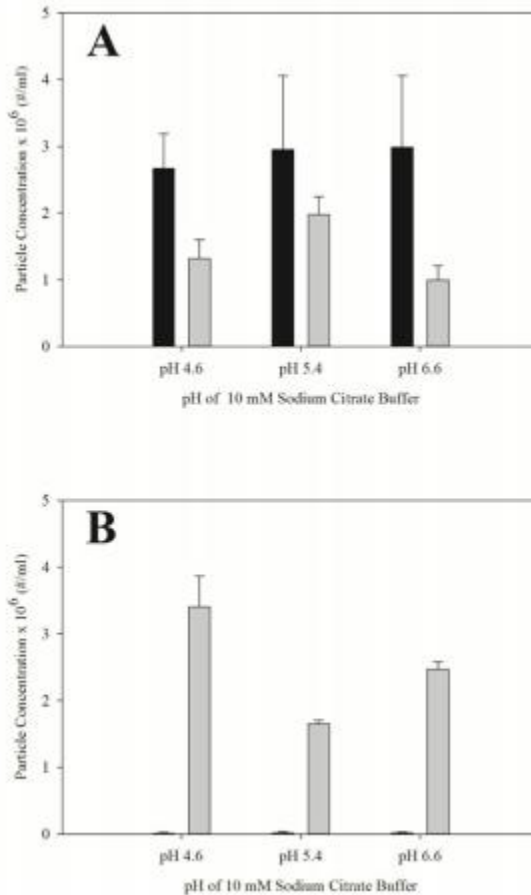 5
A
4
3
2
1
0
Particle Concentration x 10^6 (#/ml)
pH 4.6 pH 5.4 pH 6.6
pH of 10 mM Sodium Citrate Buffer
5
B
4
3
2
1
0
Particle Concentration x 10^6 (#/ml)
pH 4.6 pH 5.4 pH 6.6
pH of 10 mM Sodium Citrate Buffer